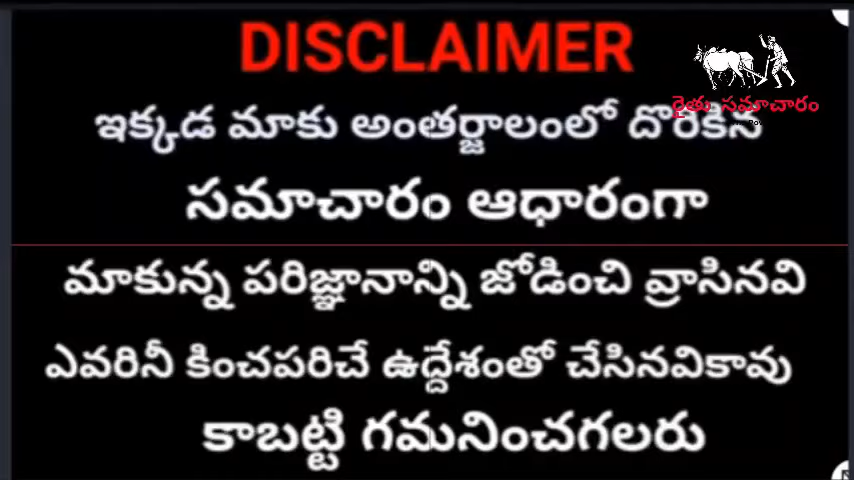 DISCLAIMER
రైతు సమాచారం
ఇక్కడ మాకు అంతర్జాలంలో దొరికిన
సమాచారం ఆధారంగా
మాకున్న పరిజ్ఞానాన్ని జోడించి వ్రాసినవి
ఎవరినీ కించపరిచే ఉద్దేశంతో చేసినవికావు
కాబట్టి గమనించగలరు